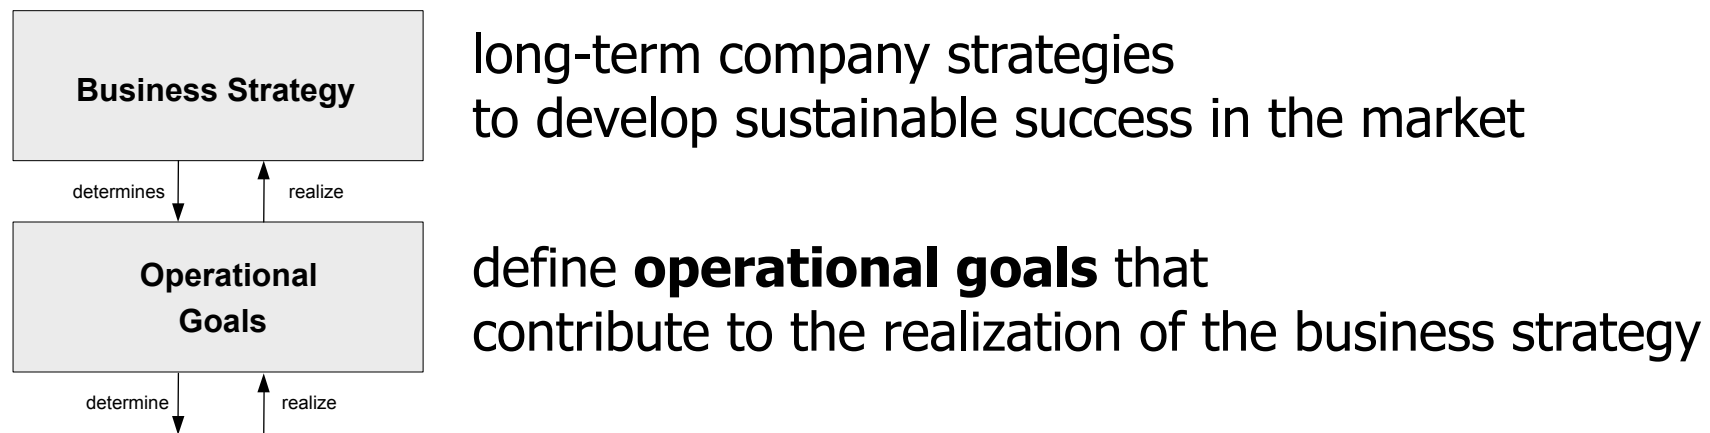 Business Strategy
long-term company strategies
to develop sustainable success in the market
determines
realize
Operational
Goals
define operational goals that
contribute to the realization of the business strategy
determine
realize